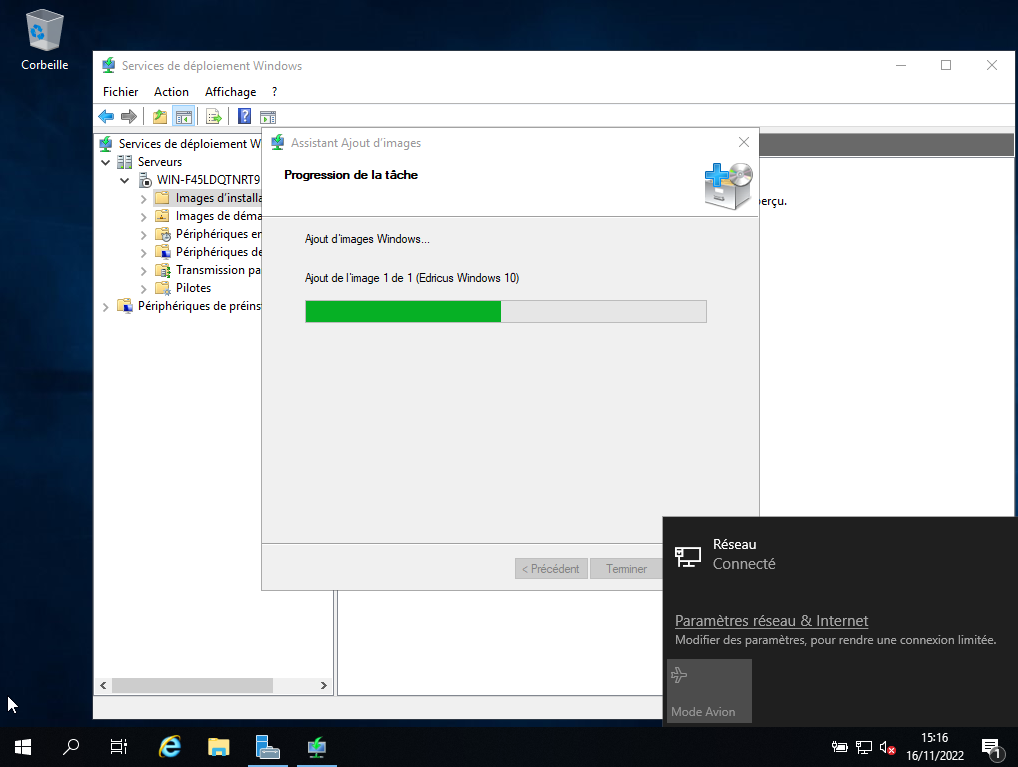 Corbeille
Services de déploiement Windows
Fichier Action Affichage ?
Services de déploiement W
Serveurs
WIN-F45LDQTNRT9
Images d'installa
Images de déma
Périphériques en
Périphériques de
Transmission pa
Pilotes
Périphériques de préins
Assistant Ajout d'images
Progression de la tâche
Ajout d'images Windows...
Ajout de l'image 1 de 1 (Edricus Windows 10)
< Précédent Terminer
perçu.
Réseau
Connecté
Paramètres réseau & Internet
Modifier des paramètres, pour rendre une connexion limitée.
Mode Avion
15:16
16/11/2022
1